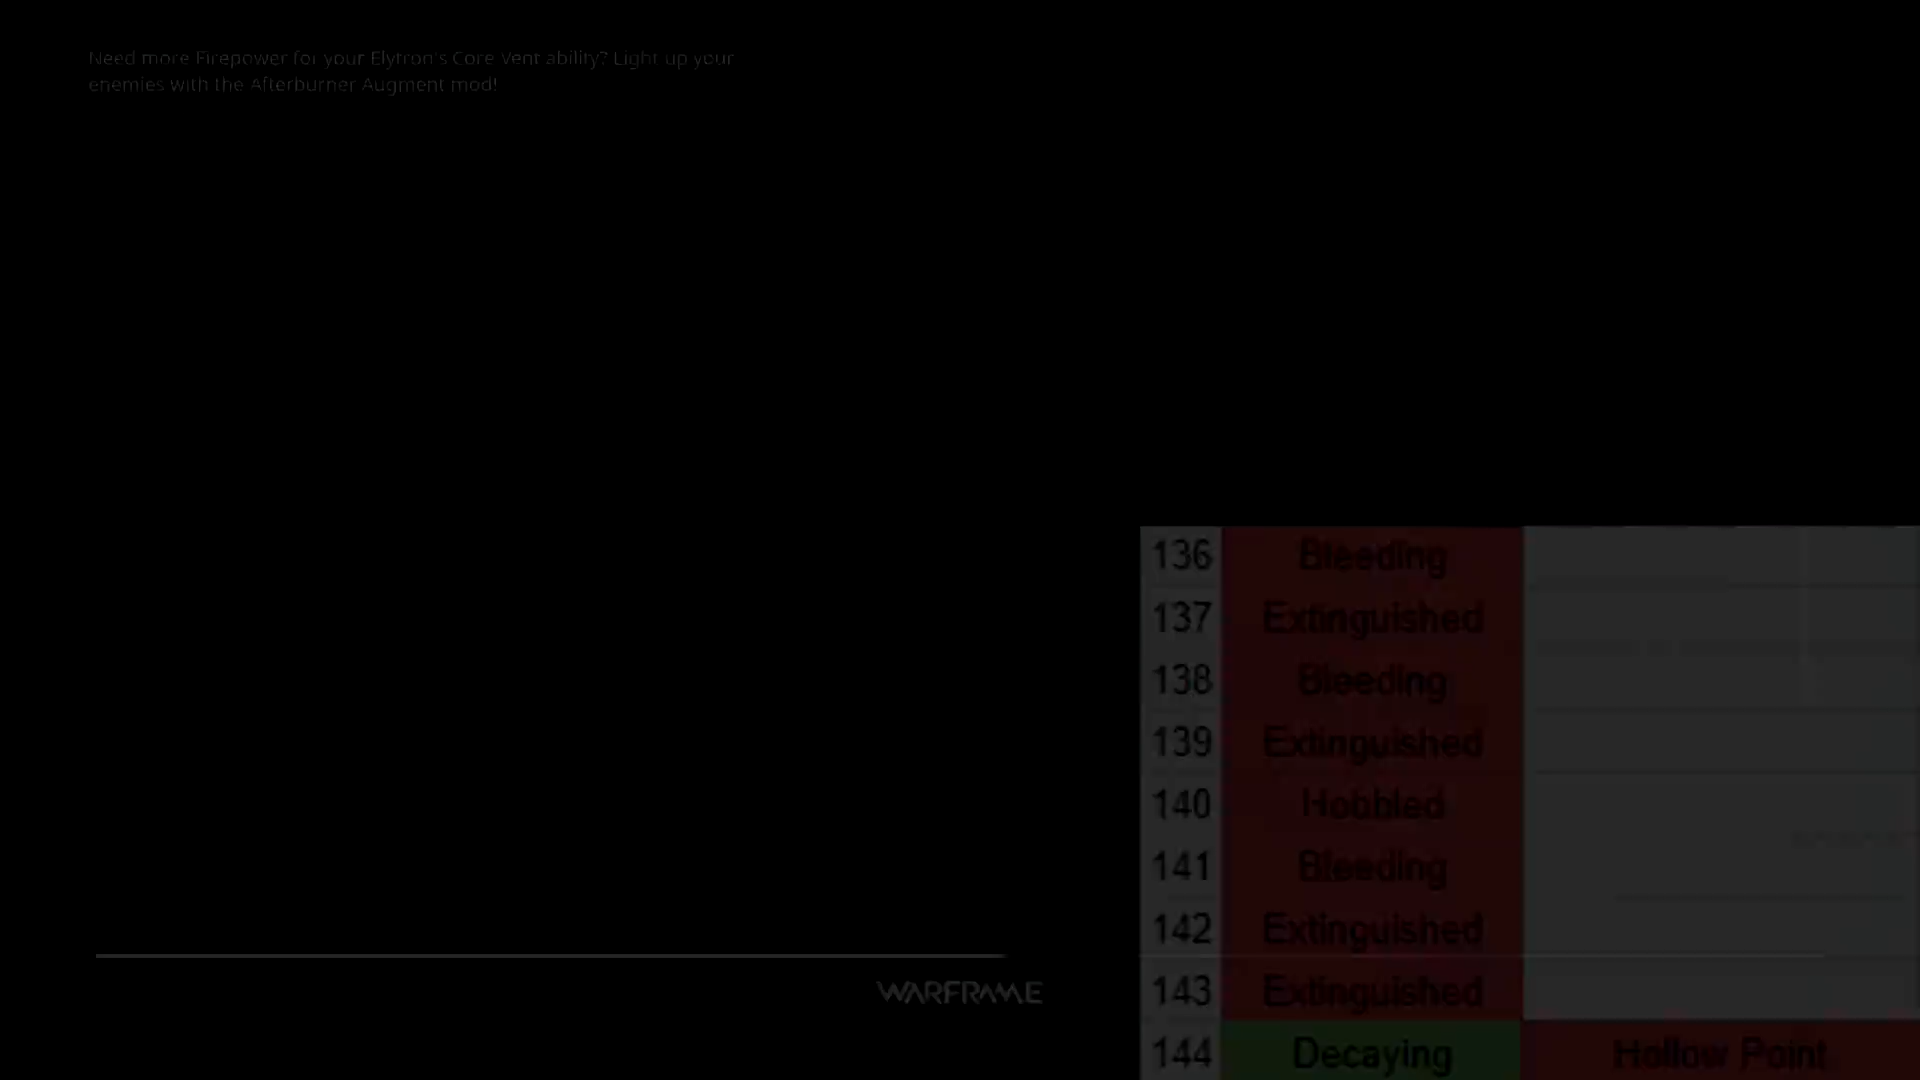 Need more Firepower for your Elytron's Core Vent ability? Light up your
enemies with the Afterburner Augment mod!
136 Bleeding
137 Extinguished
138 Bleeding
139 Extinguished
140 Hobbled
141 Bleeding
142 Extinguished
143 Extinguished
144 Decaying Hollow Point
WARFRAME